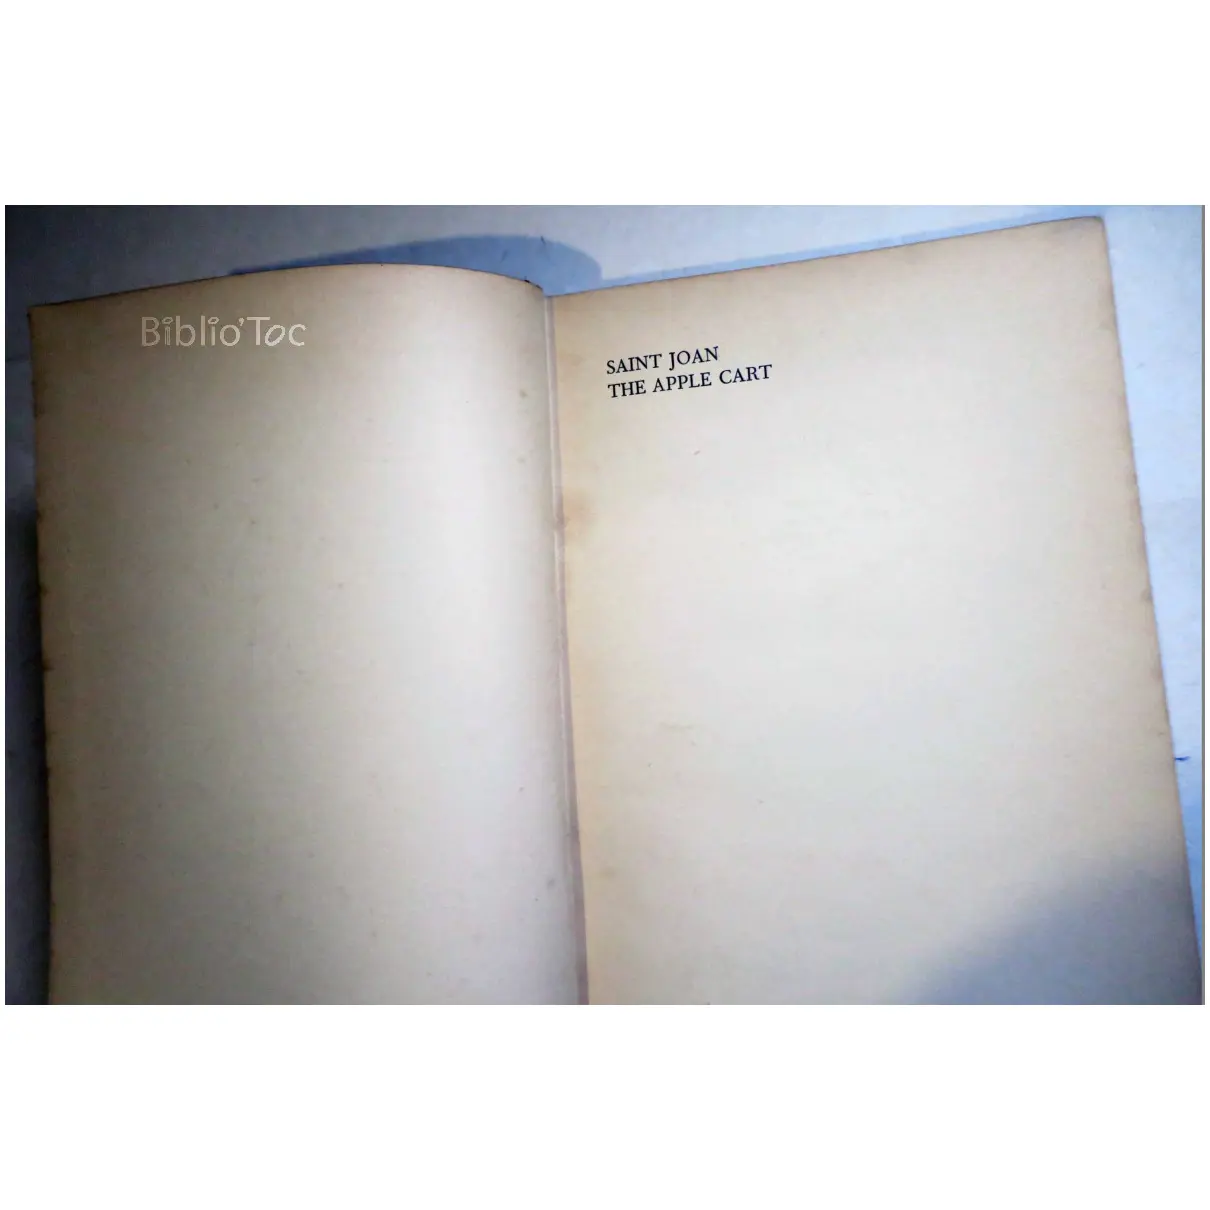 Biblio'Toc
SAINT JOAN
THE APPLE CART